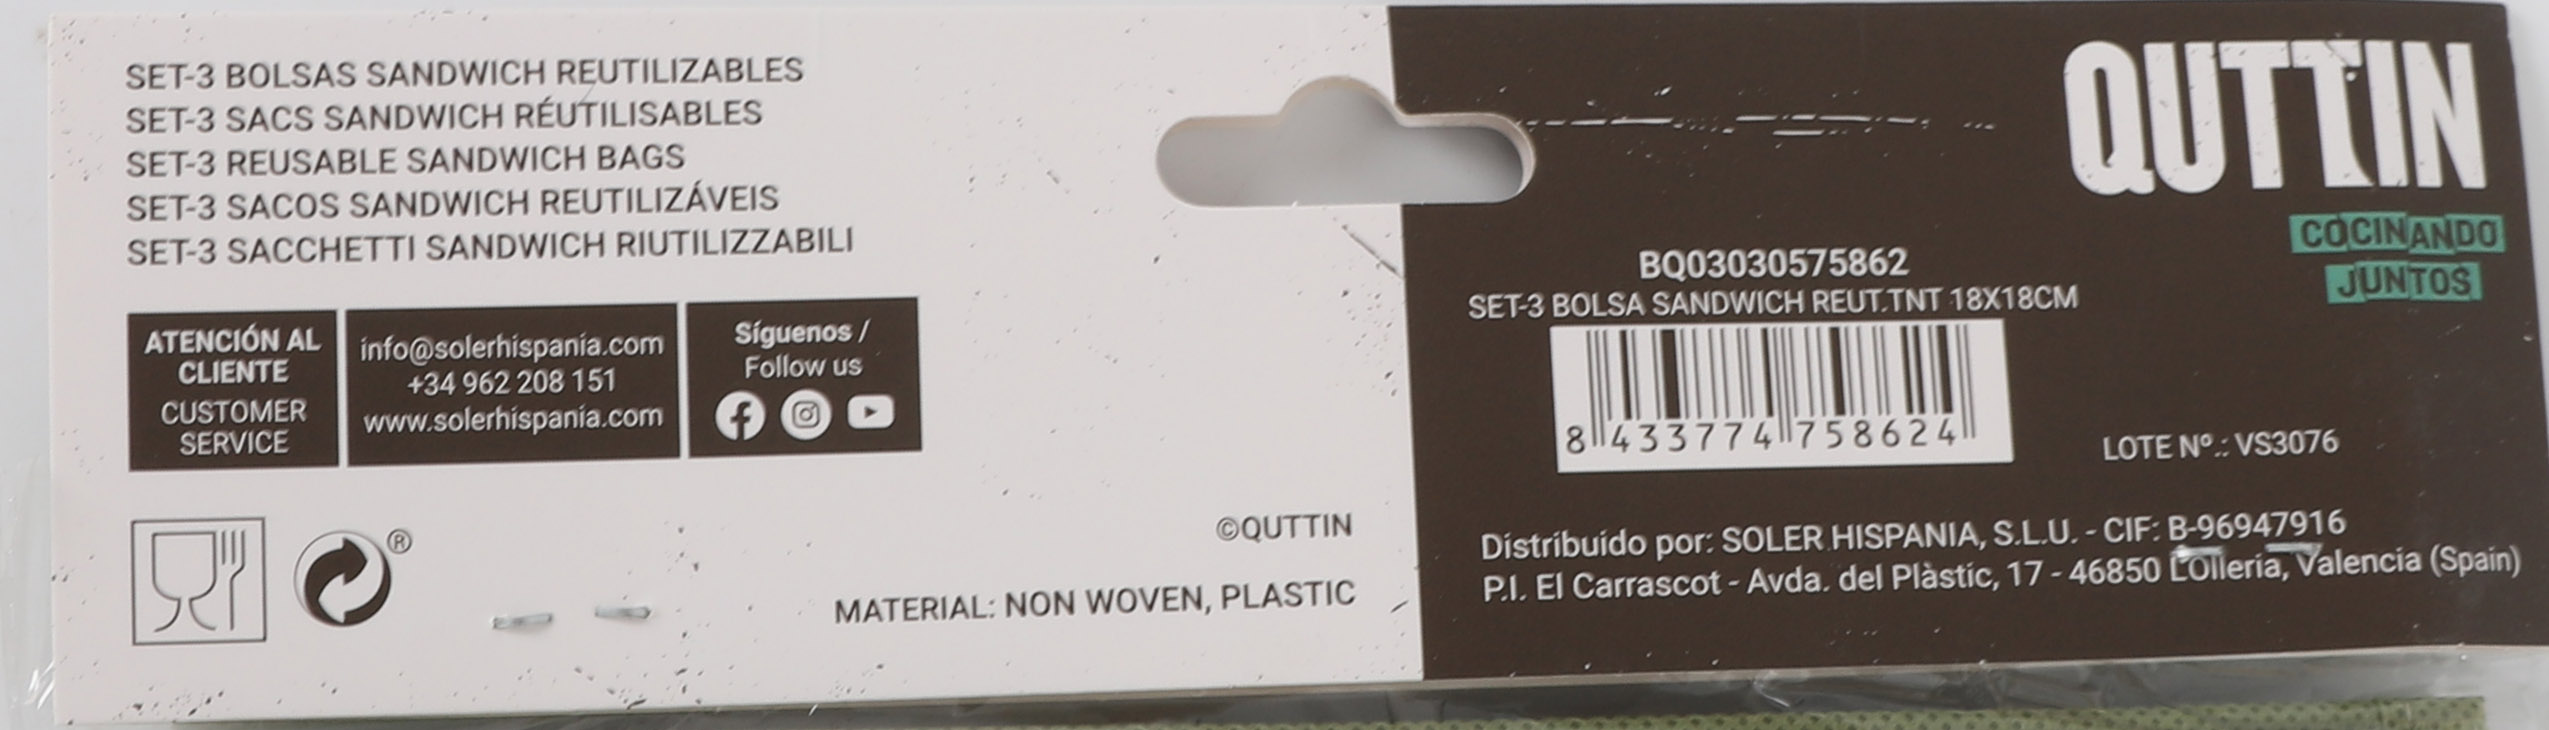 SET-3 BOLSAS SANDWICH REUTILIZABLES
SET-3 SACS SANDWICH RÉUTILISABLES
SET-3 REUSABLE SANDWICH BAGS
SET-3 SACOS SANDWICH REUTILIZÁVEIS
SET-3 SACCHETTI SANDWICH RIUTILIZZABILI
ATENCIÓN AL
CLIENTE
CUSTOMER
SERVICE
info@solerhispania.com
+34 962 208 151
www.solerhispania.com
Síguenos /
Follow us
®
©QUTTIN
MATERIAL: NON WOVEN, PLASTIC
QUTTIN
COCINANDO
JUNTOS
BQ03030575862
SET-3 BOLSA SANDWICH REUT.TNT 18X18CM
8 433774 758624
LOTE Nº.: VS3076
Distribuido por: SOLER HISPANIA, S.L.U. - CIF: B-96947916
P.I. El Carrascot - Avda. del Plàstic, 17 - 46850 L'Olleria, Valencia (Spain)